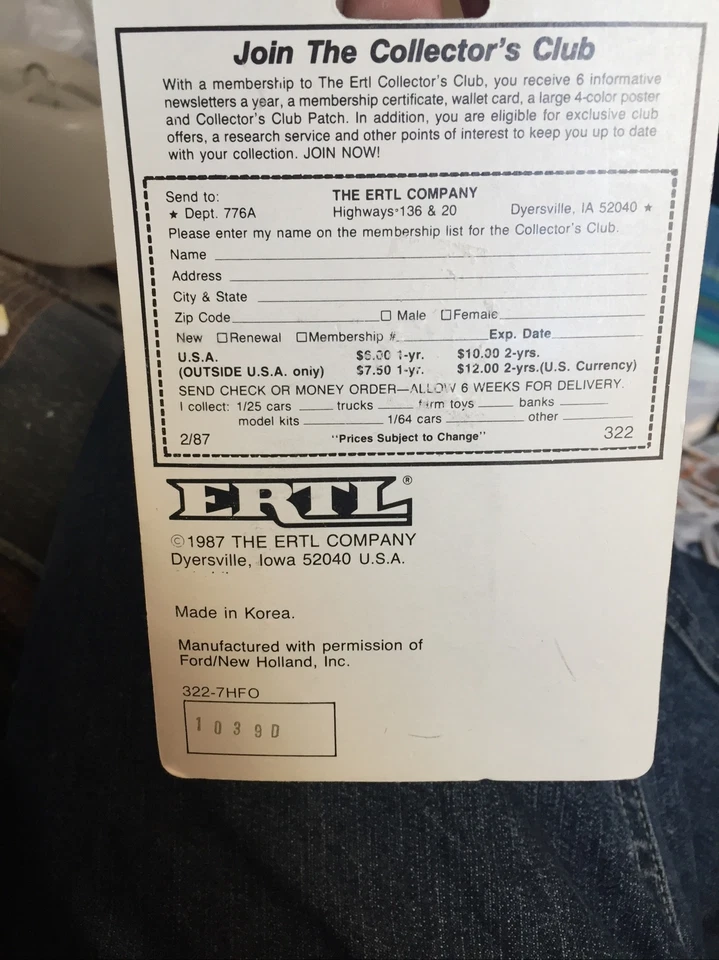 Join The Collector's Club
With a membership to The Ertl Collector's Club, you receive 6 informative
newsletters a year, a membership certificate, wallet card, a large 4-color poster
and Collector's Club Patch. In addition, you are eligible for exclusive club
offers, a research service and other points of interest to keep you up to date
with your collection. JOIN NOW!
Send to: THE ERTL COMPANY
★ Dept. 776A Highways 136 & 20 Dyersville, IA 52040 ★
Please enter my name on the membership list for the Collector's Club.
Name
Address
City & State
Zip Code ☐ Male ☐ Female
New ☐ Renewal ☐ Membership # Exp. Date
U.S.A. 1-yr. $10.00 2-yrs.
(OUTSIDE U.S.A. only) $7.50 1-yr. $12.00 2-yrs. (U.S. Currency)
SEND CHECK OR MONEY ORDER—ALLOW 6 WEEKS FOR DELIVERY.
I collect: 1/25 cars trucks farm toys banks
model kits 1/64 cars other
2/87 "Prices Subject to Change" 322
ERTL®
©1987 THE ERTL COMPANY
Dyersville, Iowa 52040 U.S.A.
Made in Korea.
Manufactured with permission of
Ford/New Holland, Inc.
322-7HFO
1039D